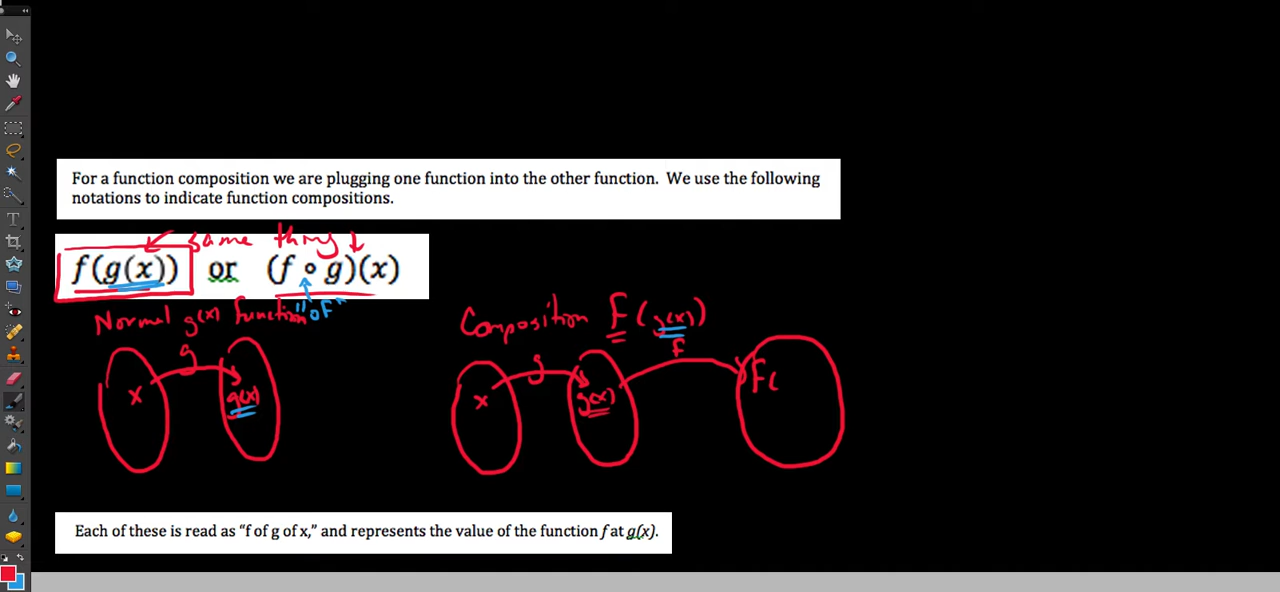 For a function composition we are plugging one function into the other function. We use the following
notations to indicate function compositions.
same thing
f(g(x)) or (f ∘ g)(x)
Normal g(x) function "of"
Composition f(g(x))
g
g
f
x
g(x)
x
g(x)
f(
Each of these is read as “f of g of x,” and represents the value of the function f at g(x).